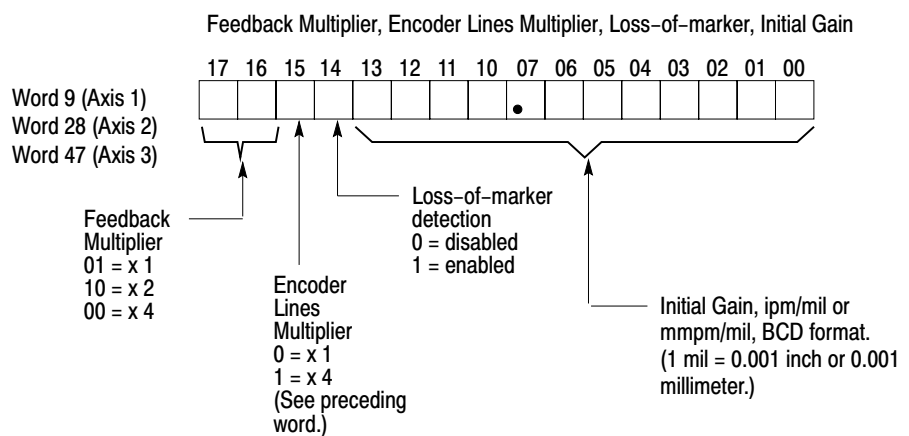 Feedback Multiplier, Encoder Lines Multiplier, Loss–of–marker, Initial Gain
17 16 15 14 13 12 11 10 07 06 05 04 03 02 01 00
Word 9 (Axis 1)
Word 28 (Axis 2)
Word 47 (Axis 3)
Feedback
Multiplier
01 = x 1
10 = x 2
00 = x 4
Encoder
Lines
Multiplier
0 = x 1
1 = x 4
(See preceding
word.)
Loss–of–marker
detection
0 = disabled
1 = enabled
Initial Gain, ipm/mil or
mmpm/mil, BCD format.
(1 mil = 0.001 inch or 0.001
millimeter.)